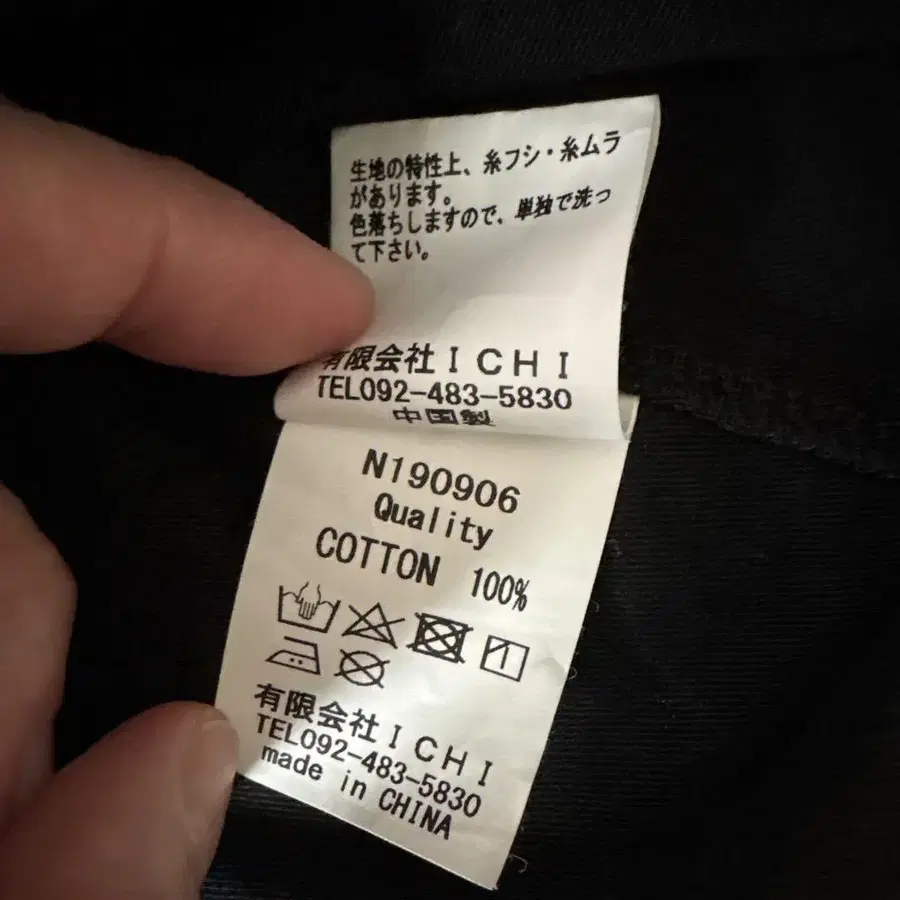 生地の特性上、糸フシ・糸ムラ
があります。
色落ちしますので、単独で洗っ
て下さい。
有限会社ICHI
TEL092-483-5830
中国製
N190906
Quality
COTTON 100%
有限会社ICHI
TEL092-483-5830
made in CHINA